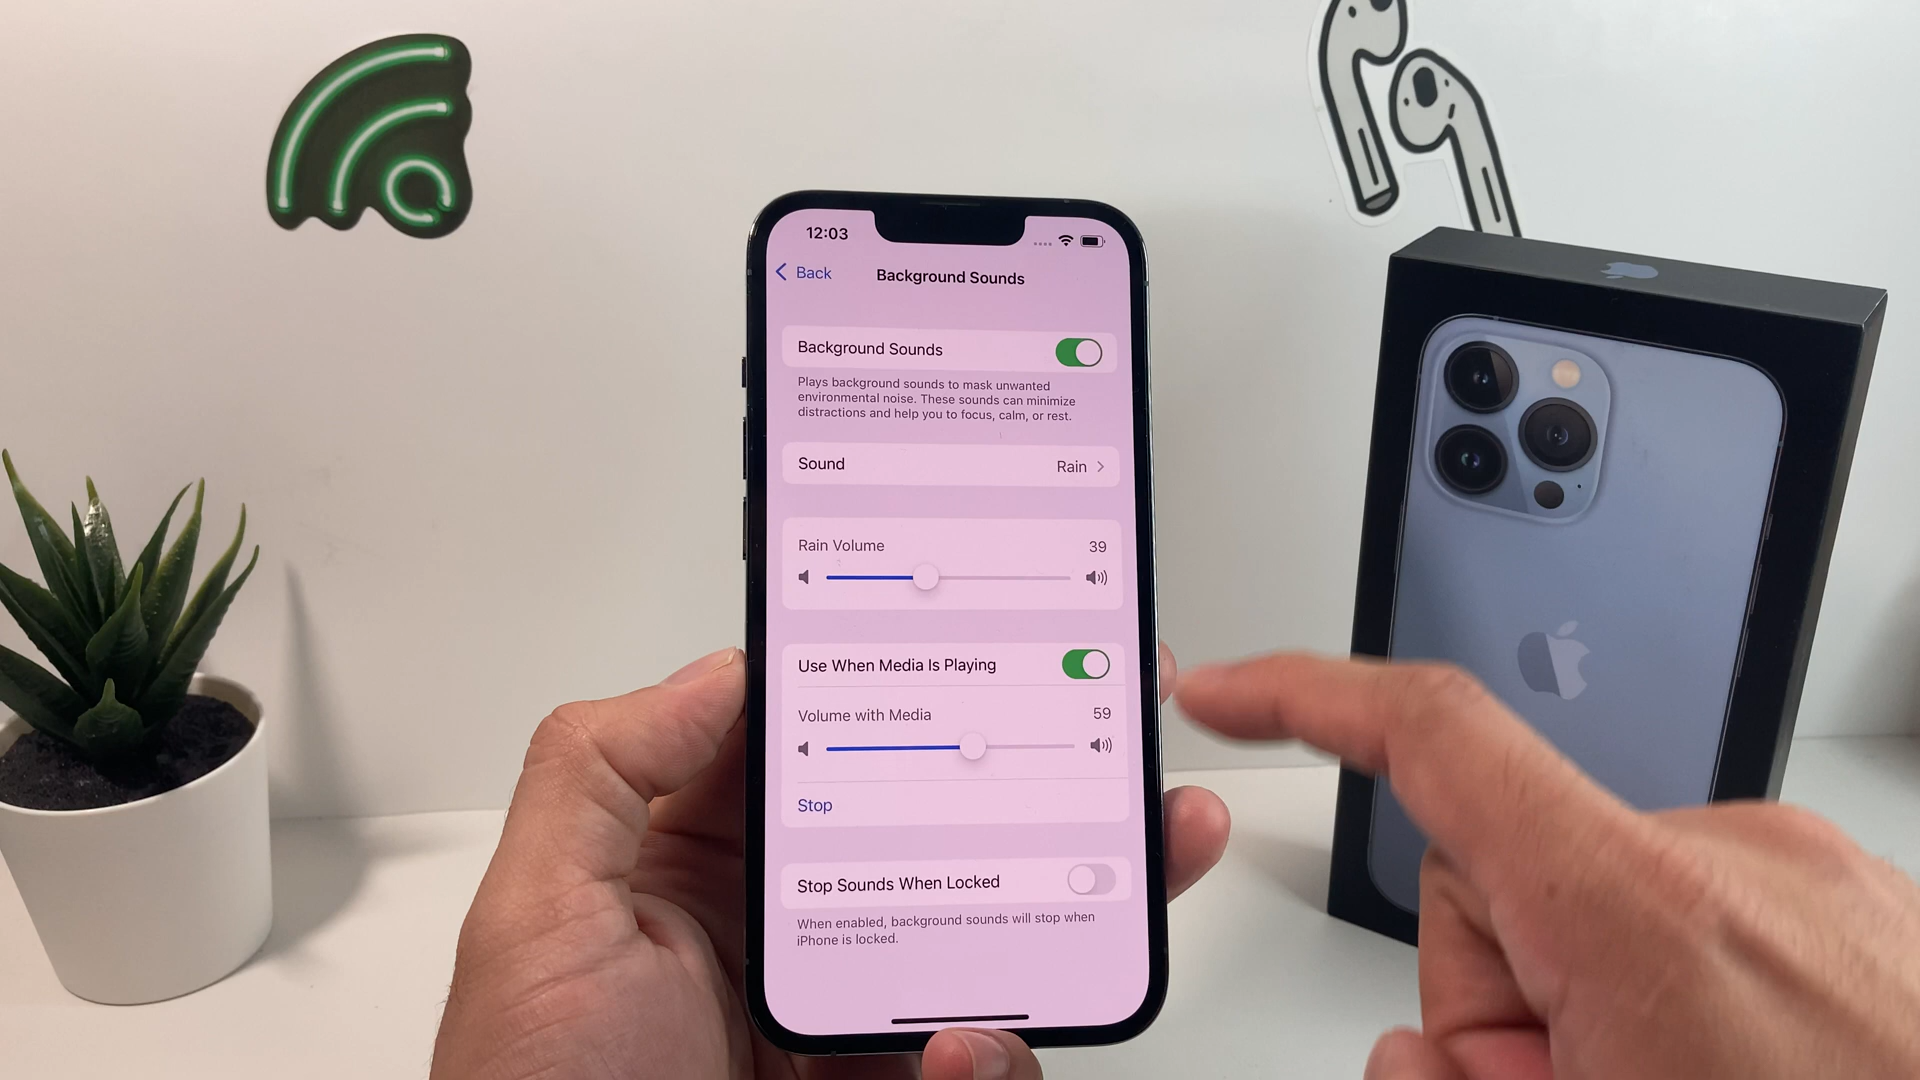 12:03
Back
Background Sounds
Background Sounds
Plays background sounds to mask unwanted
environmental noise. These sounds can minimize
distractions and help you to focus, calm, or rest.
Sound Rain
Rain Volume 39
Use When Media Is Playing
Volume with Media 59
Stop
Stop Sounds When Locked
When enabled, background sounds will stop when
iPhone is locked.